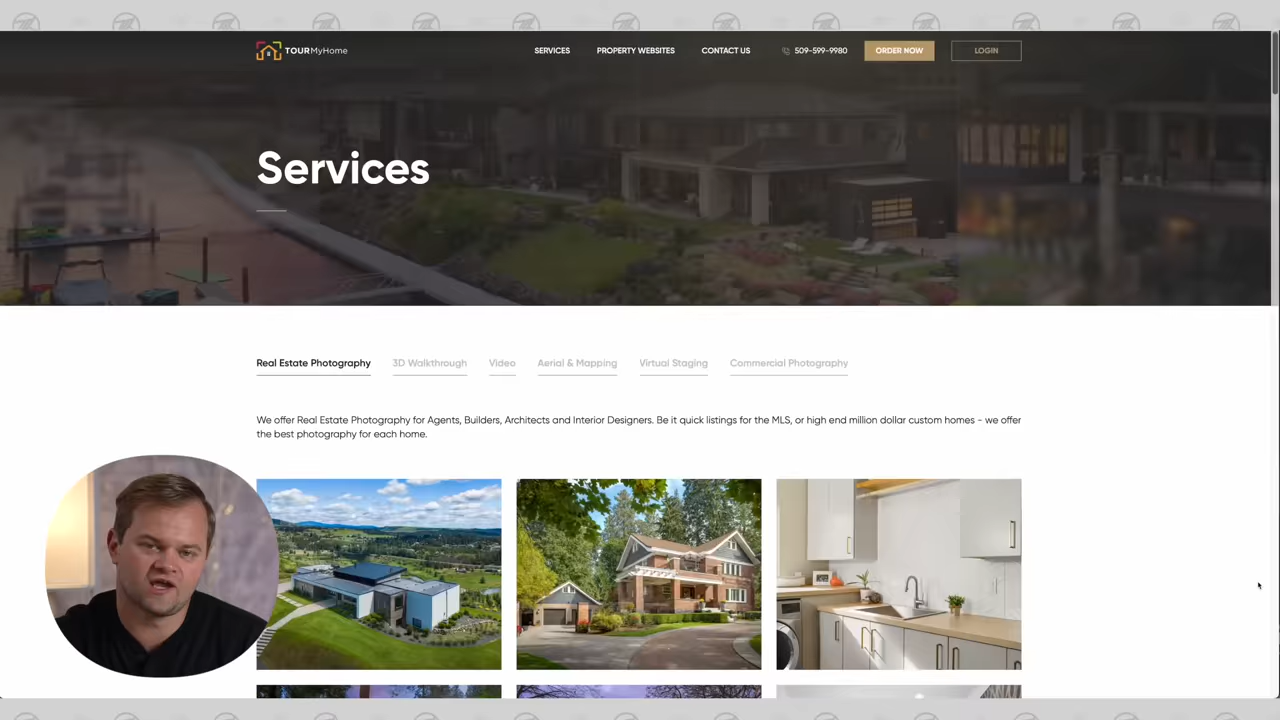 TOURMyHome
SERVICES PROPERTY WEBSITES CONTACT US 509-599-9980 ORDER NOW LOGIN
Services
Real Estate Photography 3D Walkthrough Video Aerial & Mapping Virtual Staging Commercial Photography
We offer Real Estate Photography for Agents, Builders, Architects and Interior Designers. Be it quick listings for the MLS, or high end million dollar custom homes - we offer
the best photography for each home.